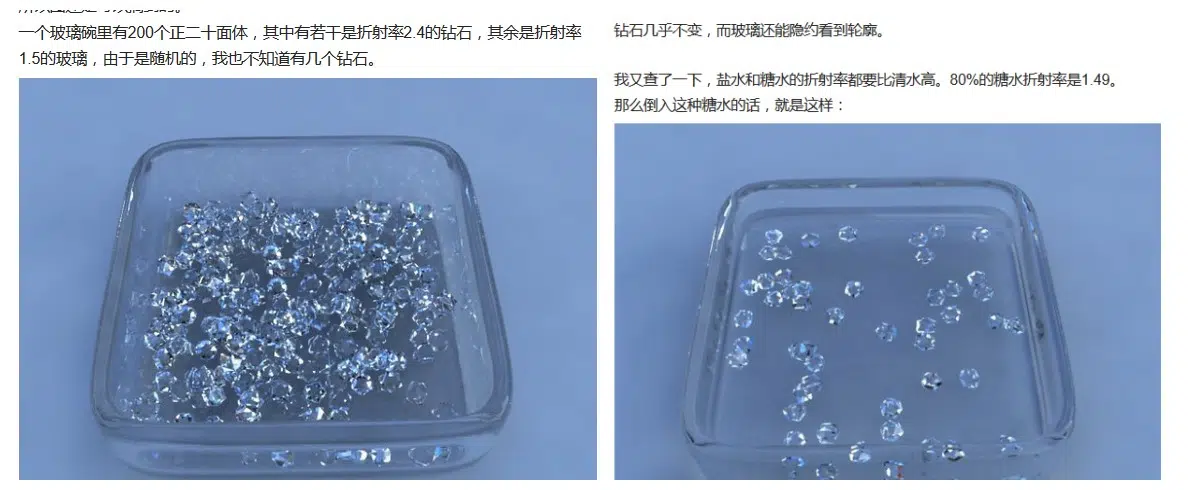 一个玻璃碗里有200个正二十面体，其中有若干是折射率2.4的钻石，其余是折射率
1.5的玻璃，由于是随机的，我也不知道有几个钻石。
钻石几乎不变，而玻璃还能隐约看到轮廓。
我又查了一下，盐水和糖水的折射率都要比清水高。80%的糖水折射率是1.49。
那么倒入这种糖水的话，就是这样：